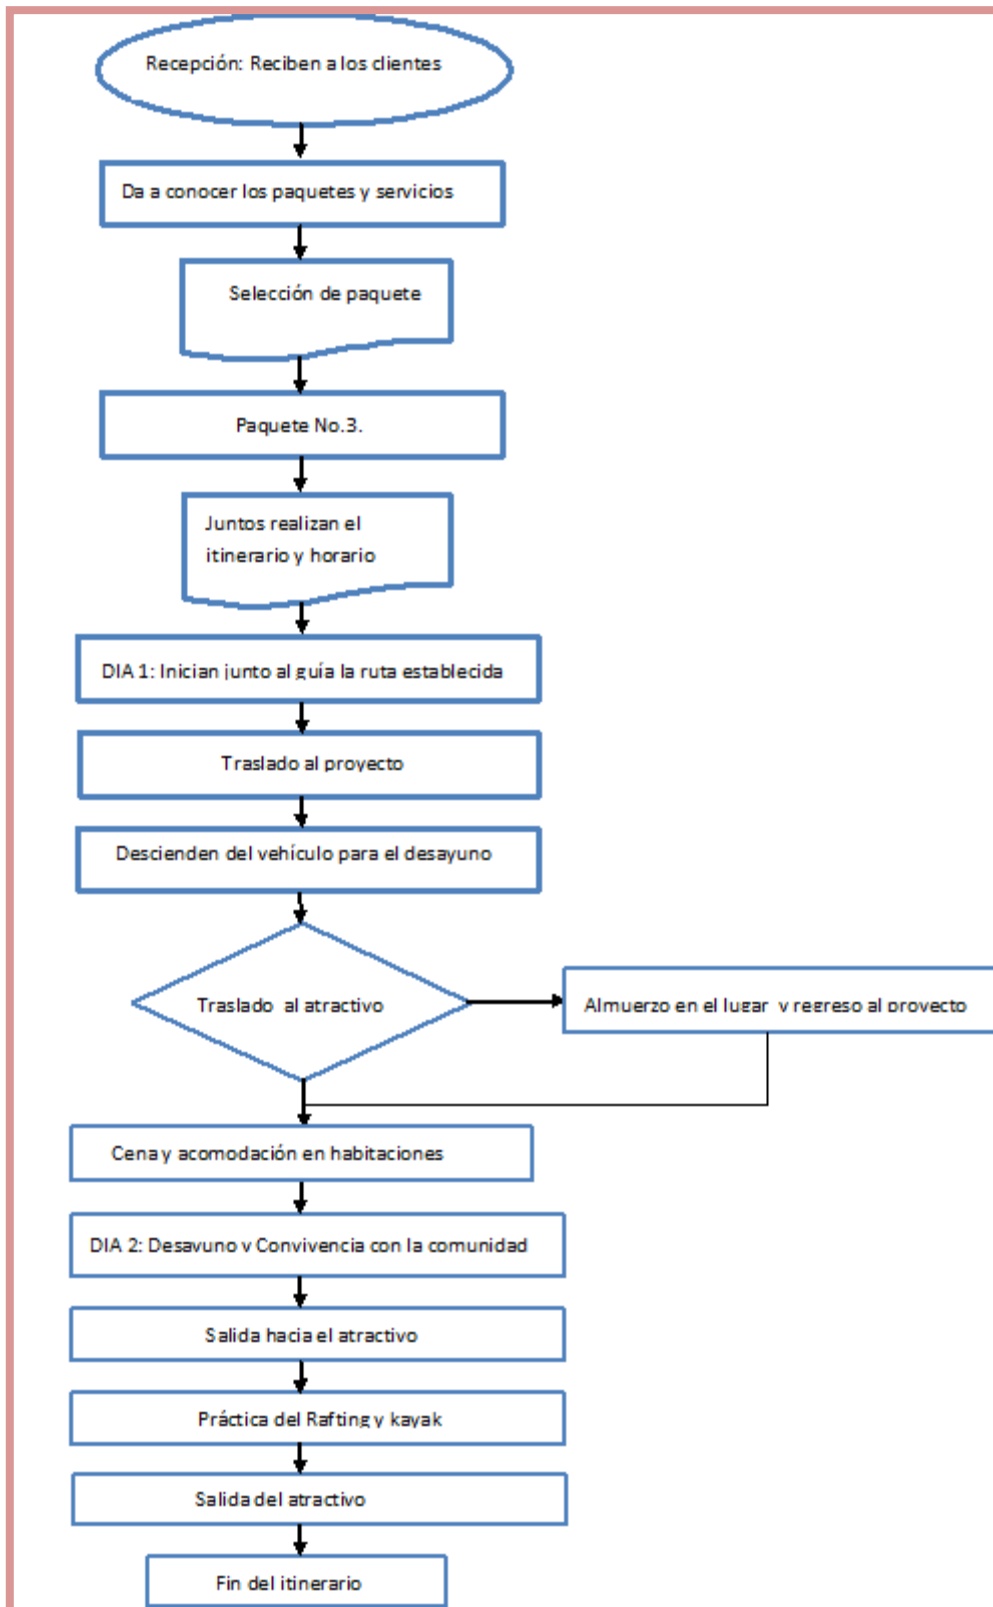 Recepción: Reciben a los clientes
Da a conocer los paquetes y servicios
Selección de paquete
Paquete No.3.
Juntos realizan el
itinerario y horario
DIA 1: Inician junto al guía la ruta establecida
Traslado al proyecto
Descienden del vehículo para el desayuno
Traslado al atractivo
Almuerzo en el lugar y regreso al proyecto
Cena y acomodación en habitaciones
DIA 2: Desayuno y Convivencia con la comunidad
Salida hacia el atractivo
Práctica del Rafting y kayak
Salida del atractivo
Fin del itinerario